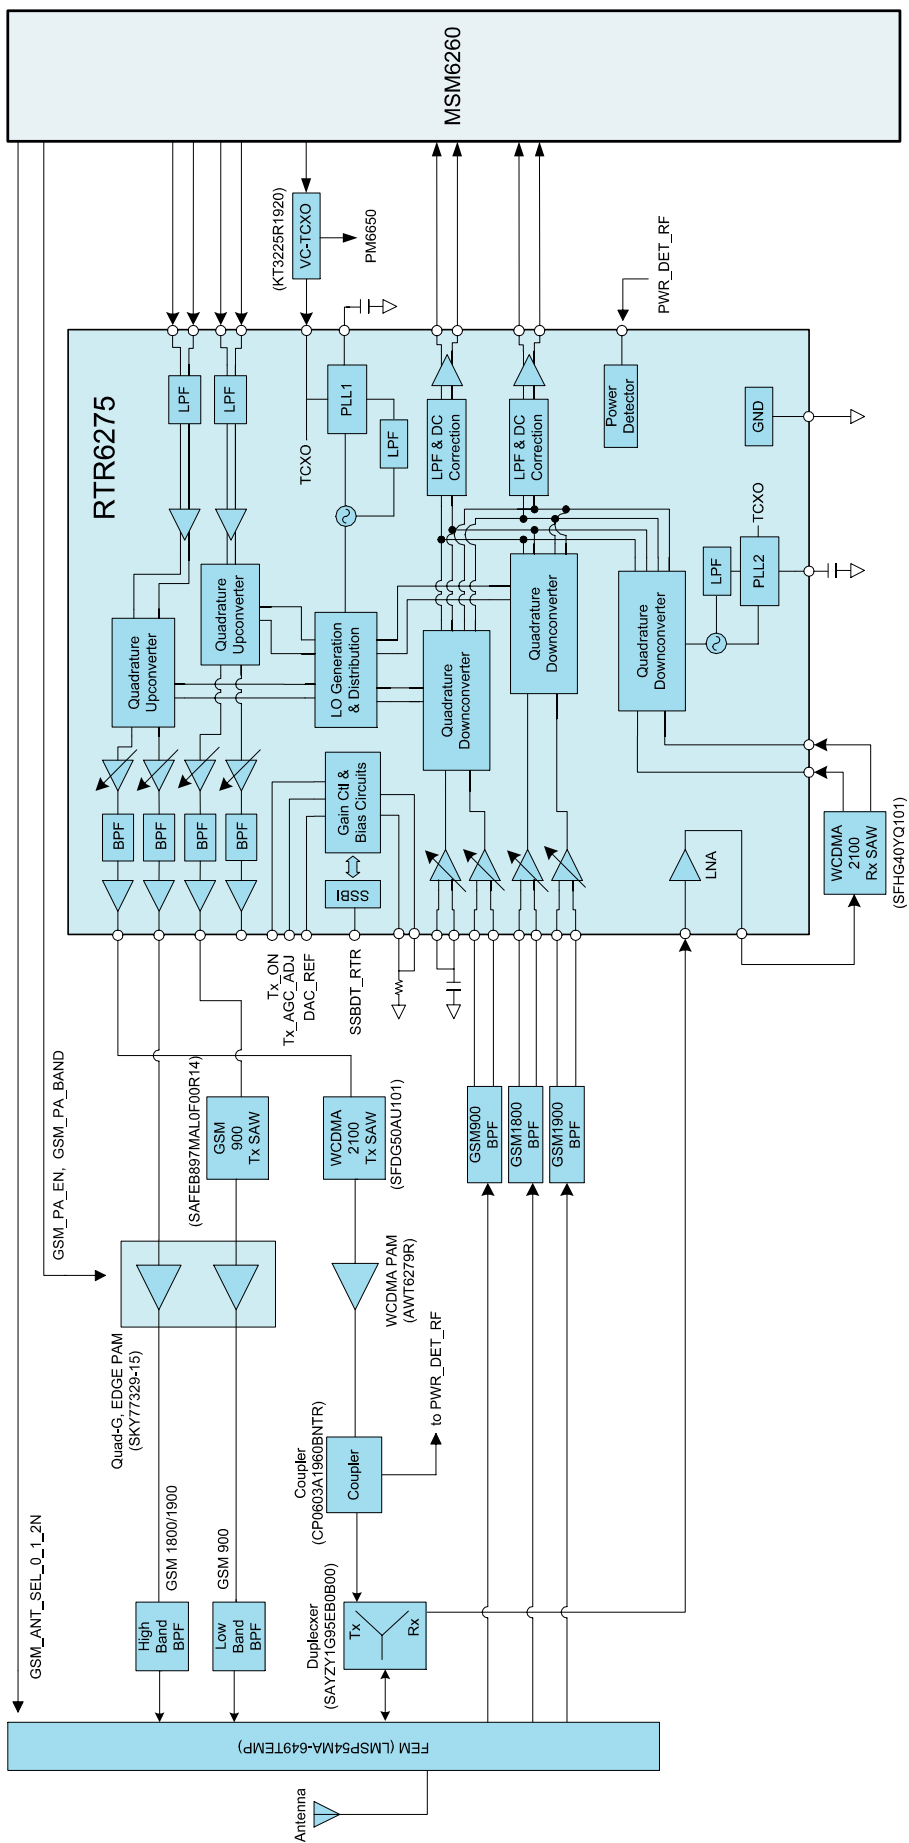 MSM6260
(KT3225R1920)
VC-TCXO
PM6650
PWR_DET_RF
RTR6275
LPF
LPF
TCXO
PLL1
LPF
LPF & DC
Correction
LPF & DC
Correction
Power
Detector
GND
Quadrature
Upconverter
Quadrature
Upconverter
LO Generation
& Distribution
Quadrature
Downconverter
Quadrature
Downconverter
Quadrature
Downconverter
LPF
PLL2
TCXO
BPF
BPF
BPF
BPF
Gain Ctl &
Bias Circuits
SSBI
LNA
WCDMA
2100
Rx SAW
(SFHG40YQ101)
Tx_ON
Tx_AGC_ADJ
DAC_REF
SSBDT_RTR
GSM_PA_EN, GSM_PA_BAND
(SAFEB897MAL0F00R14)
GSM
900
Tx SAW
WCDMA
2100
Tx SAW
(SFDG50AU101)
GSM900
BPF
GSM1800
BPF
GSM1900
BPF
Quad-G, EDGE PAM
(SKY77329-15)
WCDMA PAM
(AWT6279R)
to PWR_DET_RF
Coupler
(CP0603A1960BNTR)
Coupler
GSM_ANT_SEL_0_1_2N
GSM 1800/1900
GSM 900
High
Band
BPF
Low
Band
BPF
Duplecxer
(SAYZY1G95EB0B00)
Tx
Rx
FEM (LMSP54MA-649TEMP)
Antenna